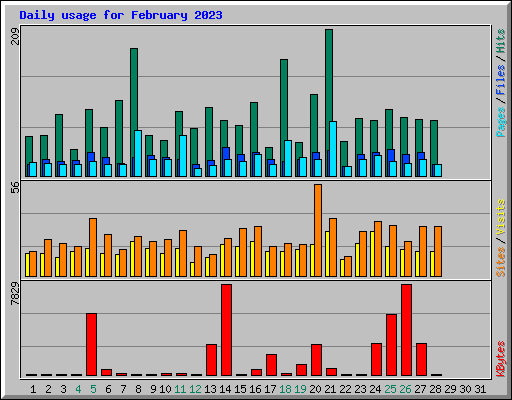 Daily usage for February 2023
209
Pages / Files / Hits
56
Sites / Visits
7829
KBytes
1 2 3 4 5 6 7 8 9 10 11 12 13 14 15 16 17 18 19 20 21 22 23 24 25 26 27 28 29 30 31